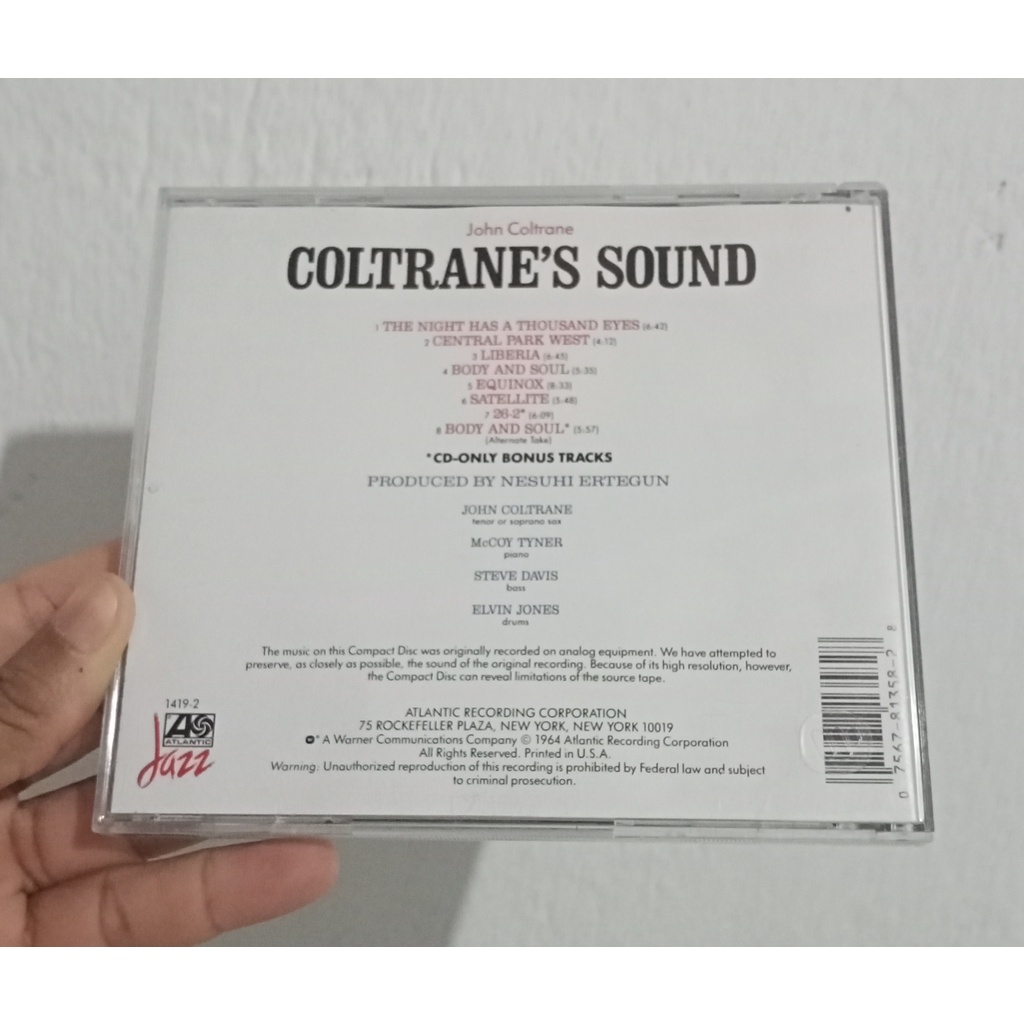 John Coltrane
COLTRANE'S SOUND
1 THE NIGHT HAS A THOUSAND EYES (6:42)
2 CENTRAL PARK WEST (4:12)
3 LIBERIA (6:45)
4 BODY AND SOUL (5:35)
5 EQUINOX (8:33)
6 SATELLITE (5:48)
7 26-2* (6:09)
8 BODY AND SOUL* (5:57)
(Alternate Take)
*CD-ONLY BONUS TRACKS
PRODUCED BY NESUHI ERTEGUN
JOHN COLTRANE
tenor or soprano sax
McCOY TYNER
piano
STEVE DAVIS
bass
ELVIN JONES
drums
The music on this Compact Disc was originally recorded on analog equipment. We have attempted to
preserve, as closely as possible, the sound of the original recording. Because of its high resolution, however,
the Compact Disc can reveal limitations of the source tape.
1419-2
ATLANTIC
Jazz
ATLANTIC RECORDING CORPORATION
75 ROCKEFELLER PLAZA, NEW YORK, NEW YORK 10019
A Warner Communications Company © 1964 Atlantic Recording Corporation
All Rights Reserved. Printed in U.S.A.
Warning: Unauthorized reproduction of this recording is prohibited by Federal law and subject
to criminal prosecution.
0 7567-81358-2 8